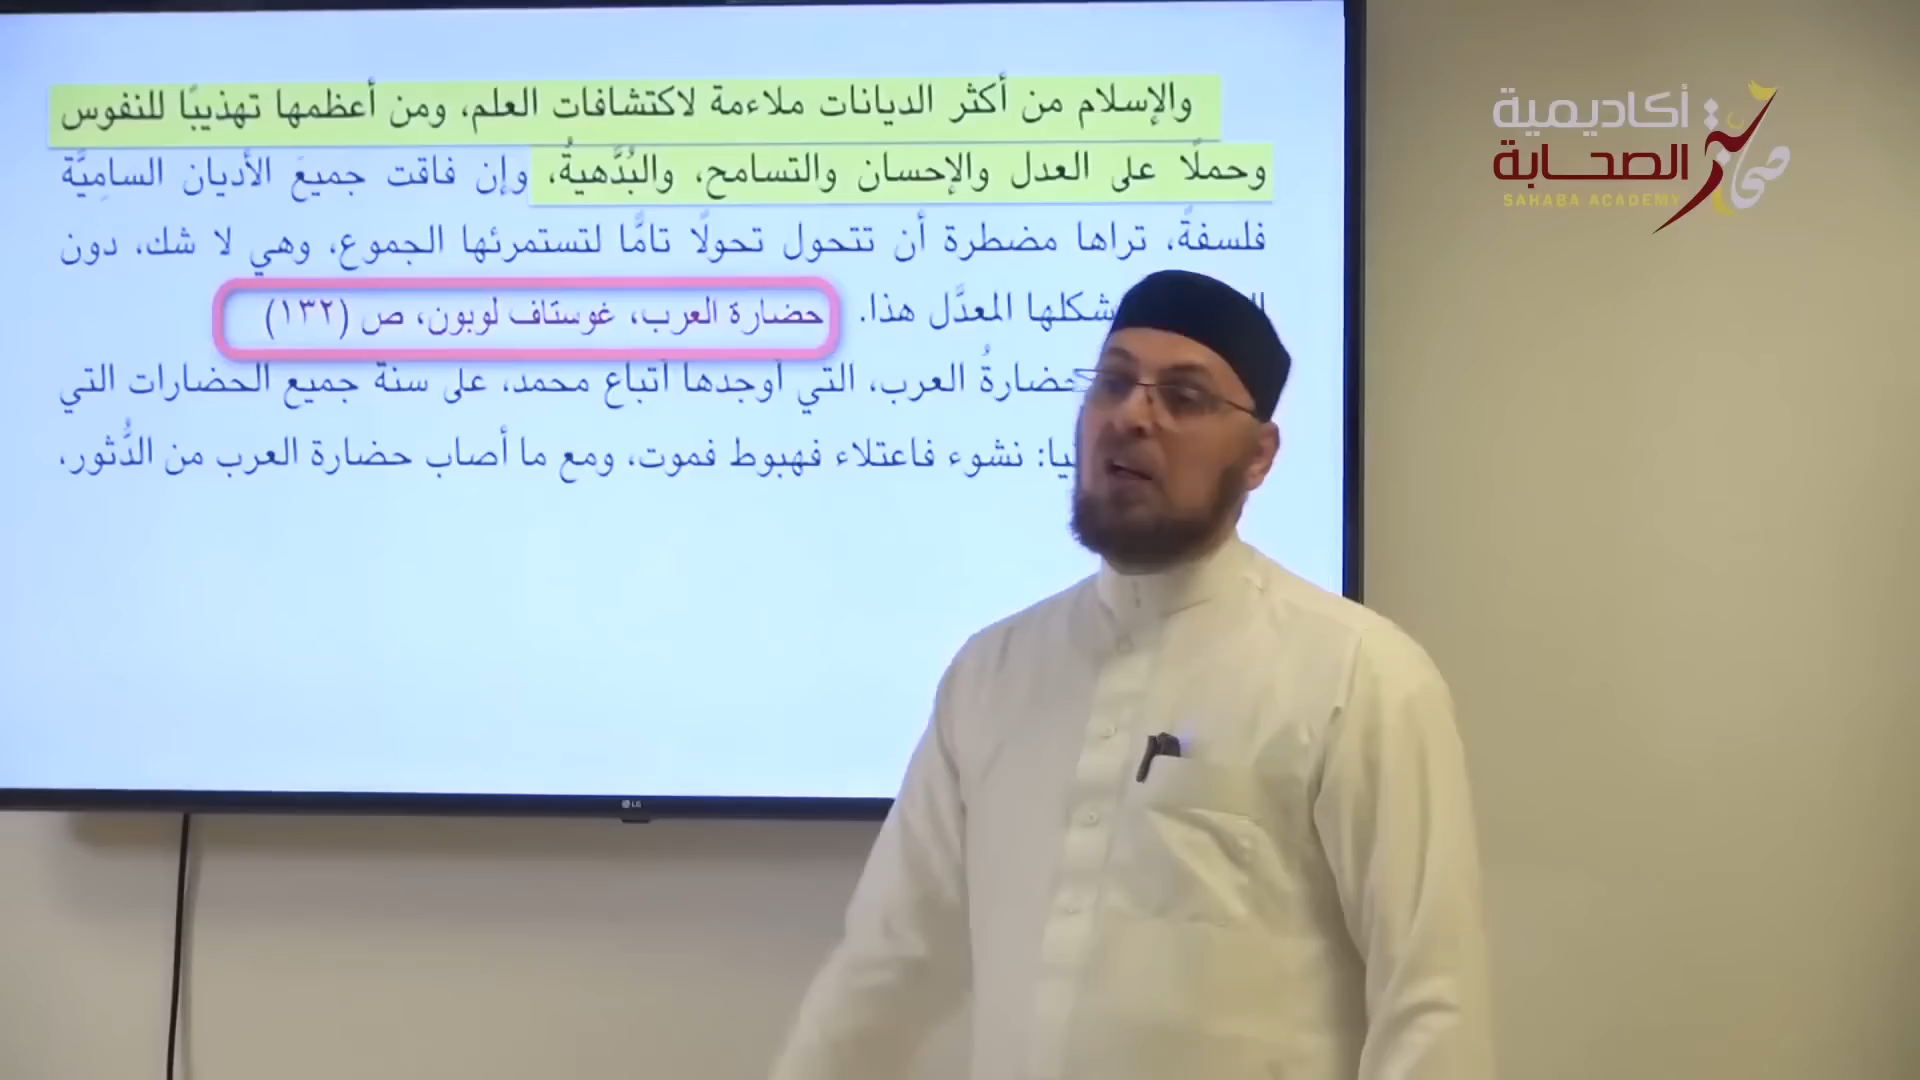 والإسلام من أكثر الديانات ملاءمة لاكتشافات العلم، ومن أعظمها تهذيبًا للنفوس
وحملًا على العدل والإحسان والتسامح، والبُدَّهيةُ، وإن فاقت جميعَ الأديان السامِيَّة
فلسفةً، تراها مضطرة أن تتحول تحولًا تامًّا لتستمرئها الجموع، وهي لا شك، دون
بشكلها المعدَّل هذا. حضارة العرب، غوستاف لوبون، ص (١٣٢)
حضارةُ العرب، التي أوجدها أتباع محمد، على سنة جميع الحضارات التي
نشوء فاعتلاء فهبوط فموت، ومع ما أصاب حضارة العرب من الدُّثور،
أكاديمية
الصحابة
SAHABA ACADEMY
LG